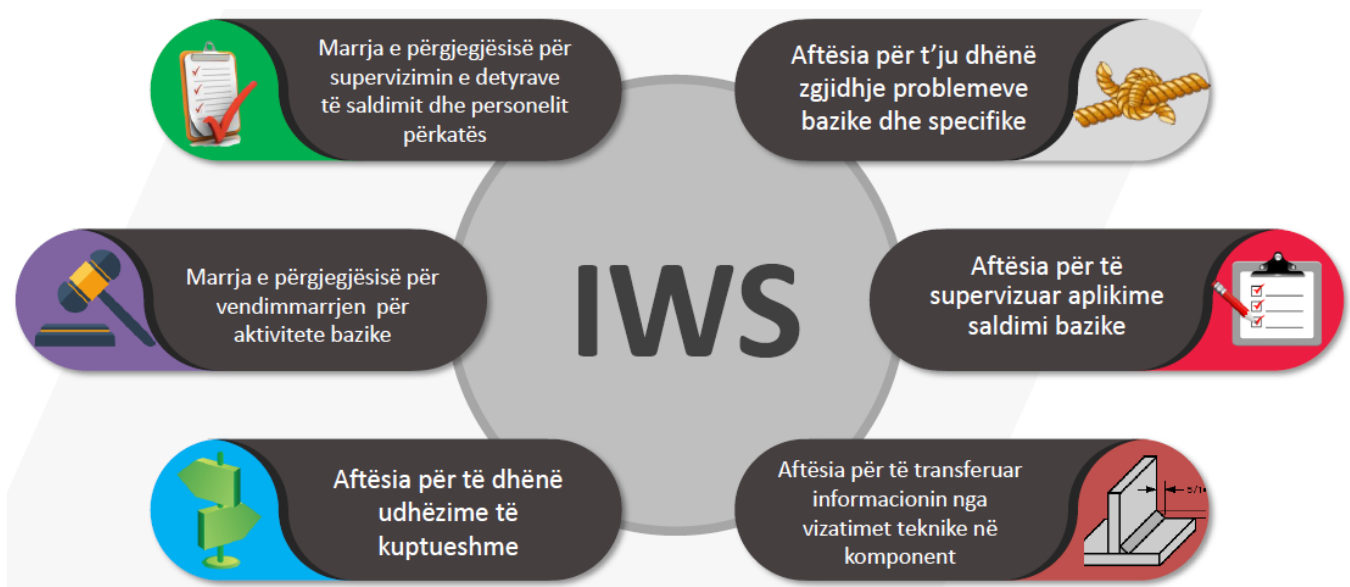 Marrja e përgjegjësisë për
supervizimin e detyrave
të saldimit dhe personelit
përkatës
Aftësia për t’ju dhënë
zgjidhje problemeve
bazike dhe specifike
Marrja e përgjegjësisë për
vendimmarrjen për
aktivitete bazike
IWS
Aftësia për të
supervizuar aplikime
saldimi bazike
Aftësia për të dhënë
udhëzime të
kuptueshme
Aftësia për të transferuar
informacionin nga
vizatimet teknike në
komponent